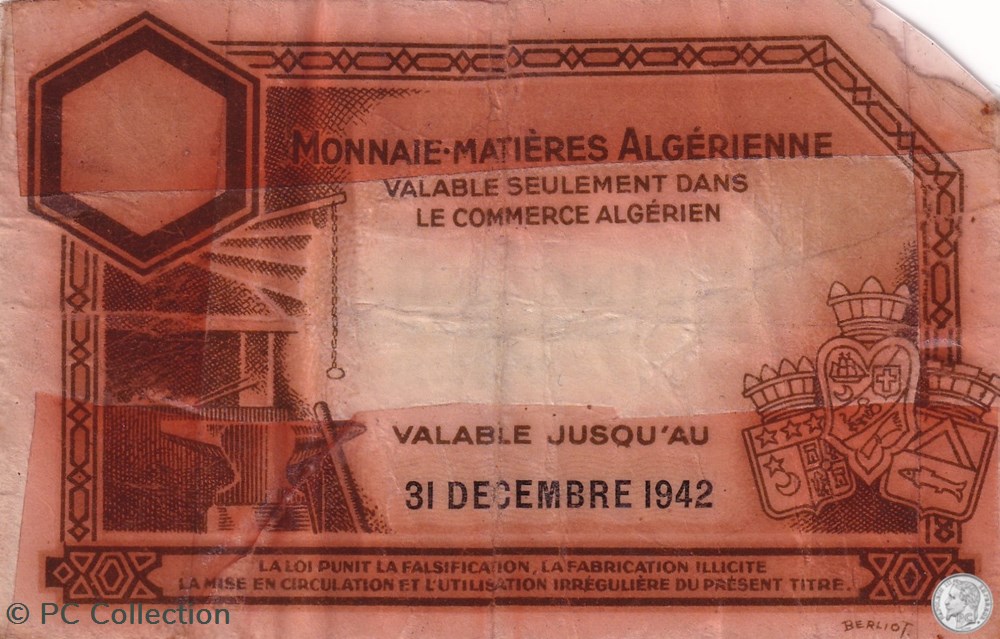 MONNAIE·MATIÈRES ALGÉRIENNE
VALABLE SEULEMENT DANS
LE COMMERCE ALGÉRIEN
VALABLE JUSQU'AU
31 DECEMBRE 1942
LA LOI PUNIT LA FALSIFICATION, LA FABRICATION ILLICITE
LA MISE EN CIRCULATION ET L'UTILISATION IRRÉGULIÈRE DU PRÉSENT TITRE.
© PC Collection
BERLIOT